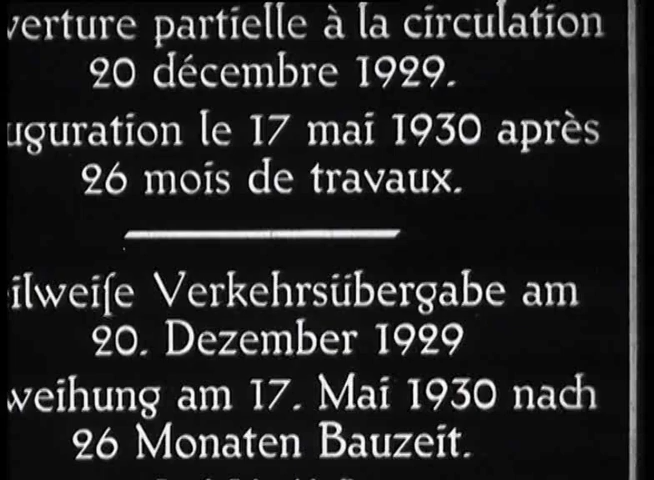 verture partielle à la circulation
20 décembre 1929.
uguration le 17 mai 1930 après
26 mois de travaux.
ilweiſe Verkehrsübergabe am
20. Dezember 1929
weihung am 17. Mai 1930 nach
26 Monaten Bauzeit.